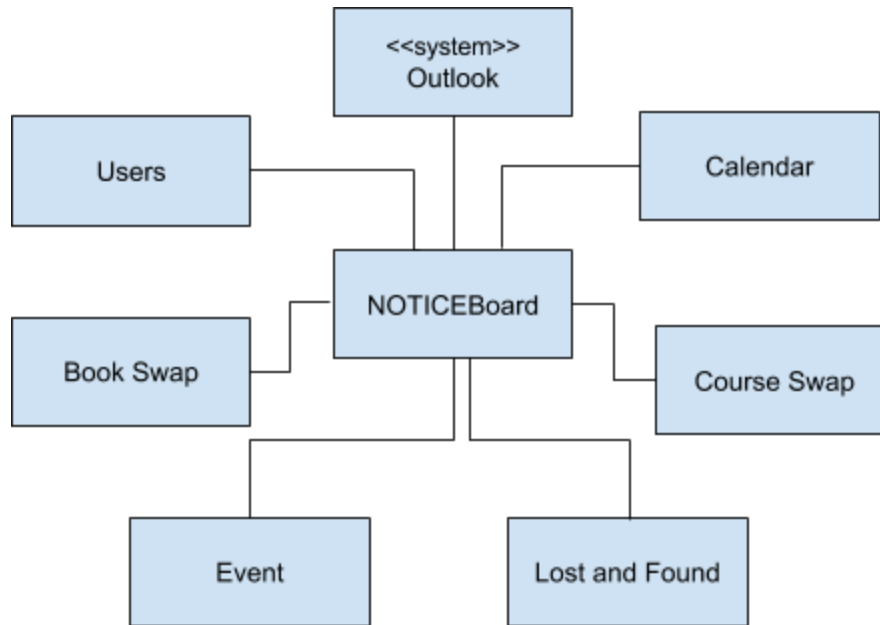 <<system>>
Outlook
Users
Calendar
NOTICEBoard
Book Swap
Course Swap
Event
Lost and Found